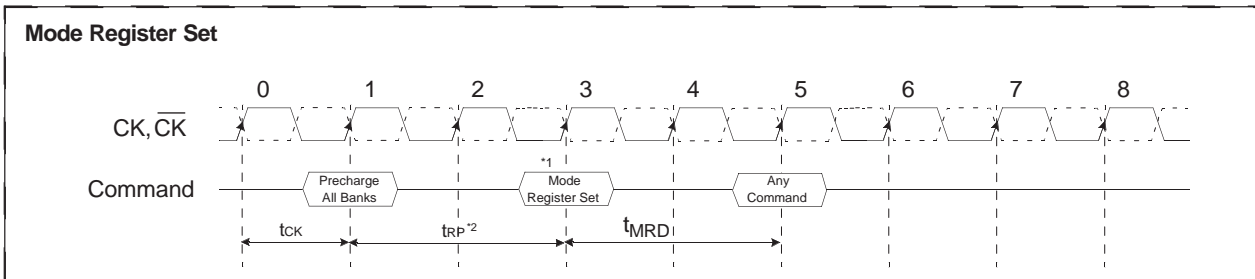 Mode Register Set
0 1 2 3 4 5 6 7 8
CK, C̅K̅
*1
Command
Precharge
All Banks
Mode
Register Set
Any
Command
tCK
tRP*2
tMRD